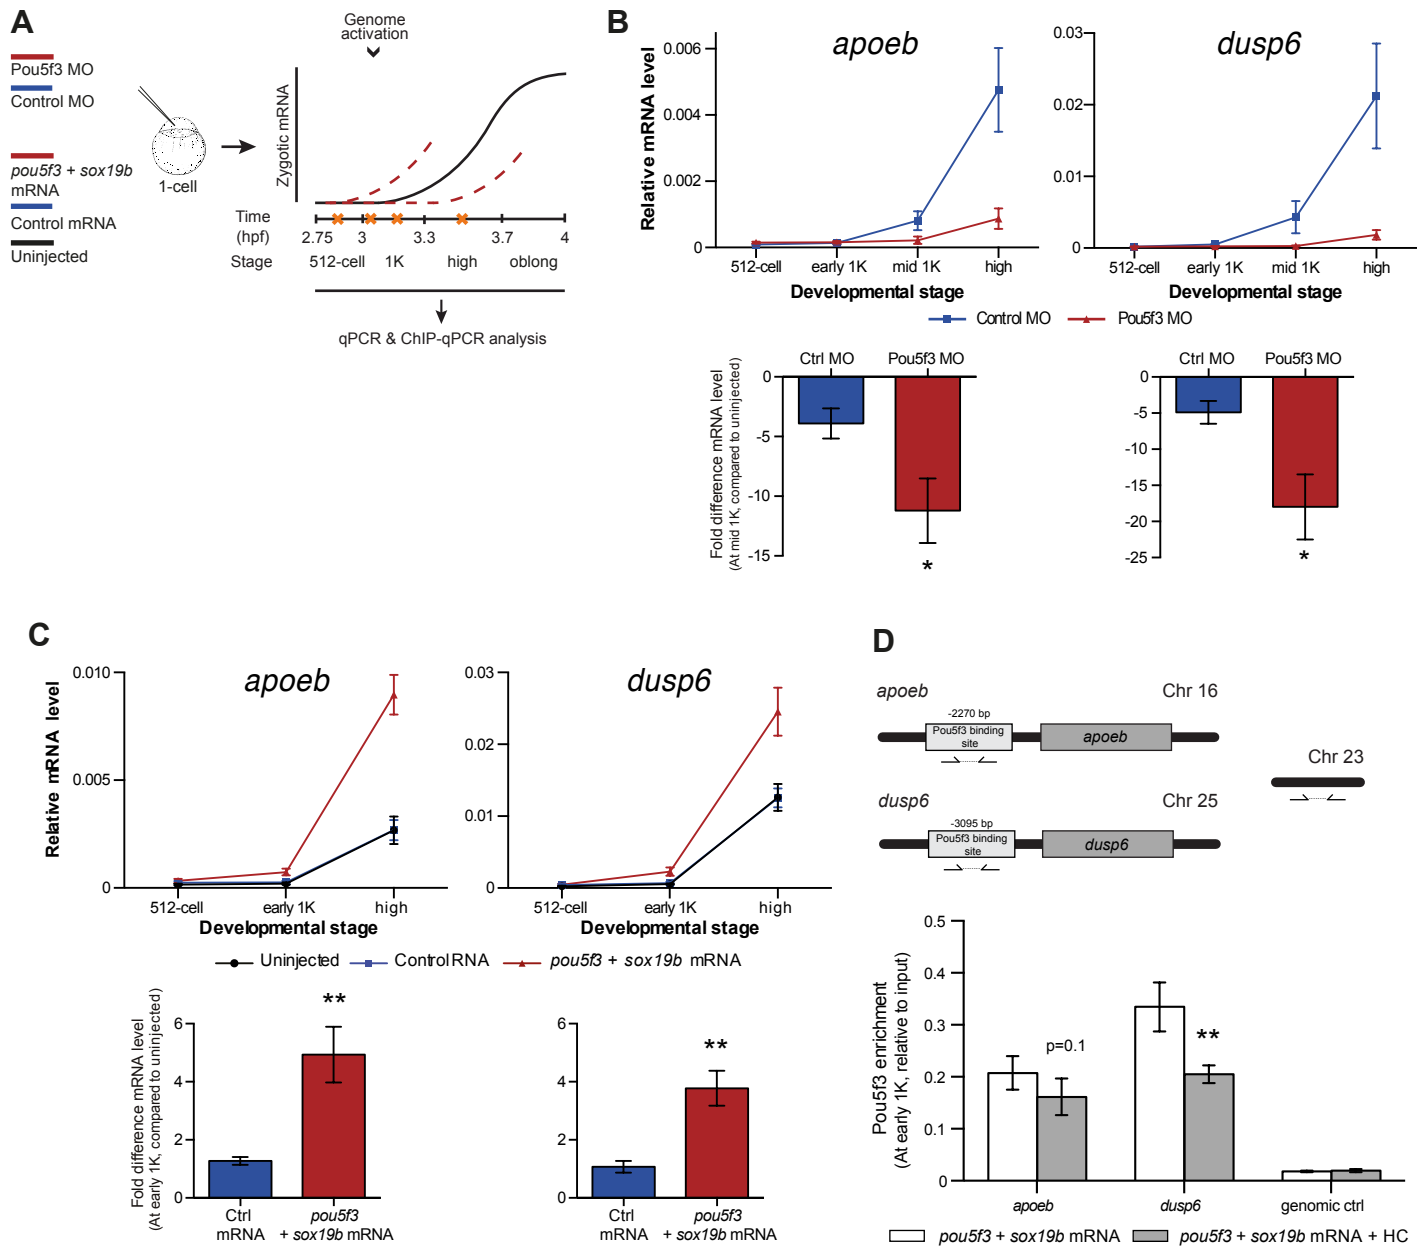 A
Pou5f3 MO
Control MO
pou5f3 + sox19b
mRNA
Control mRNA
Uninjected
1-cell
Genome
activation
Zygotic mRNA
Time
(hpf)
2.75 3 3.3 3.7 4
Stage 512-cell 1K high oblong
qPCR & ChIP-qPCR analysis
B
apoeb
Relative mRNA level
0.006
0.004
0.002
0
512-cell early 1K mid 1K high
Developmental stage
dusp6
0.03
0.02
0.01
0
512-cell early 1K mid 1K high
Developmental stage
Control MO Pou5f3 MO
Ctrl MO Pou5f3 MO
Fold difference mRNA level
(At mid 1K, compared to uninjected)
0
-5
-10
-15
*
Ctrl MO Pou5f3 MO
0
-5
-10
-15
-20
-25
*
C
apoeb
Relative mRNA level
0.010
0.005
0
512-cell early 1K high
Developmental stage
dusp6
0.03
0.02
0.01
0
512-cell early 1K high
Developmental stage
Uninjected Control RNA pou5f3 + sox19b mRNA
Fold difference mRNA level
(At early 1K, compared to uninjected)
6
4
2
0
**
Ctrl
mRNA
pou5f3
+ sox19b mRNA
6
4
2
0
**
Ctrl
mRNA
pou5f3
+ sox19b mRNA
D
apoeb Chr 16
-2270 bp
Pou5f3 binding
site
apoeb
Chr 23
dusp6 Chr 25
-3095 bp
Pou5f3 binding
site
dusp6
Pou5f3 enrichment
(At early 1K, relative to input)
0.5
0.4
0.3
0.2
0.1
0
p=0.1
**
apoeb dusp6 genomic ctrl
pou5f3 + sox19b mRNA pou5f3 + sox19b mRNA + HC